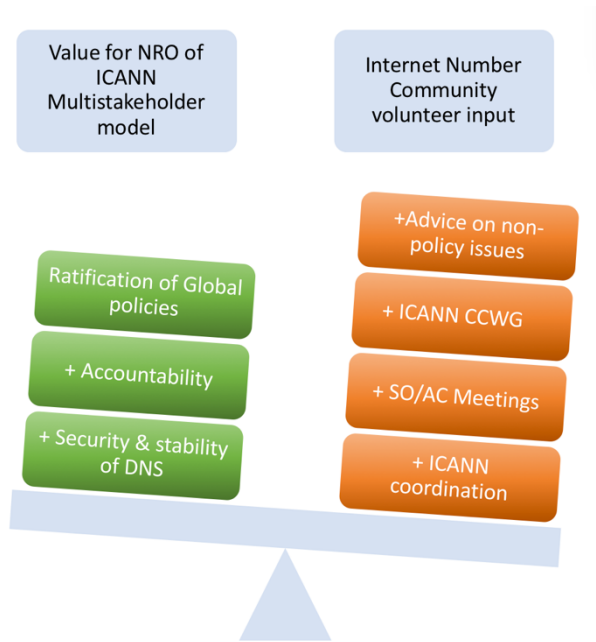 Value for NRO of
ICANN
Multistakeholder
model
Internet Number
Community
volunteer input
Ratification of Global
policies
+ Accountability
+ Security & stability
of DNS
+Advice on non-
policy issues
+ ICANN CCWG
+ SO/AC Meetings
+ ICANN
coordination